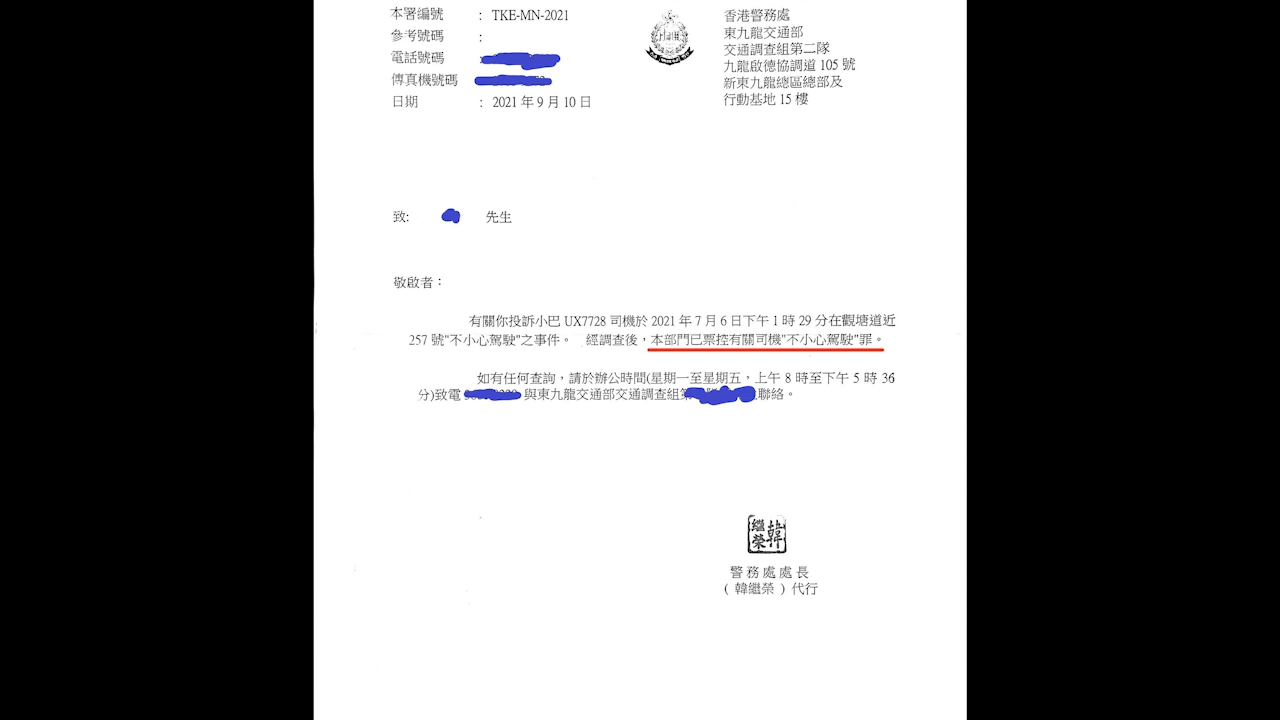 本署編號 : TKE-MN-2021
參考號碼 :
電話號碼 :
傳真機號碼
日期 : 2021 年 9 月 10 日
香港警務處
東九龍交通部
交通調查組第二隊
九龍啟德協調道 105 號
新東九龍總區總部及
行動基地 15 樓
致: 先生
敬啟者：
有關你投訴小巴 UX7728 司機於 2021 年 7 月 6 日下午 1 時 29 分在觀塘道近
257 號"不小心駕駛"之事件。 經調查後，本部門已票控有關司機"不小心駕駛"罪。
如有任何查詢，請於辦公時間(星期一至星期五，上午 8 時至下午 5 時 36
分)致電 與東九龍交通部交通調查組第 聯絡。
韓繼榮
警務處處長
( 韓繼榮 ) 代行